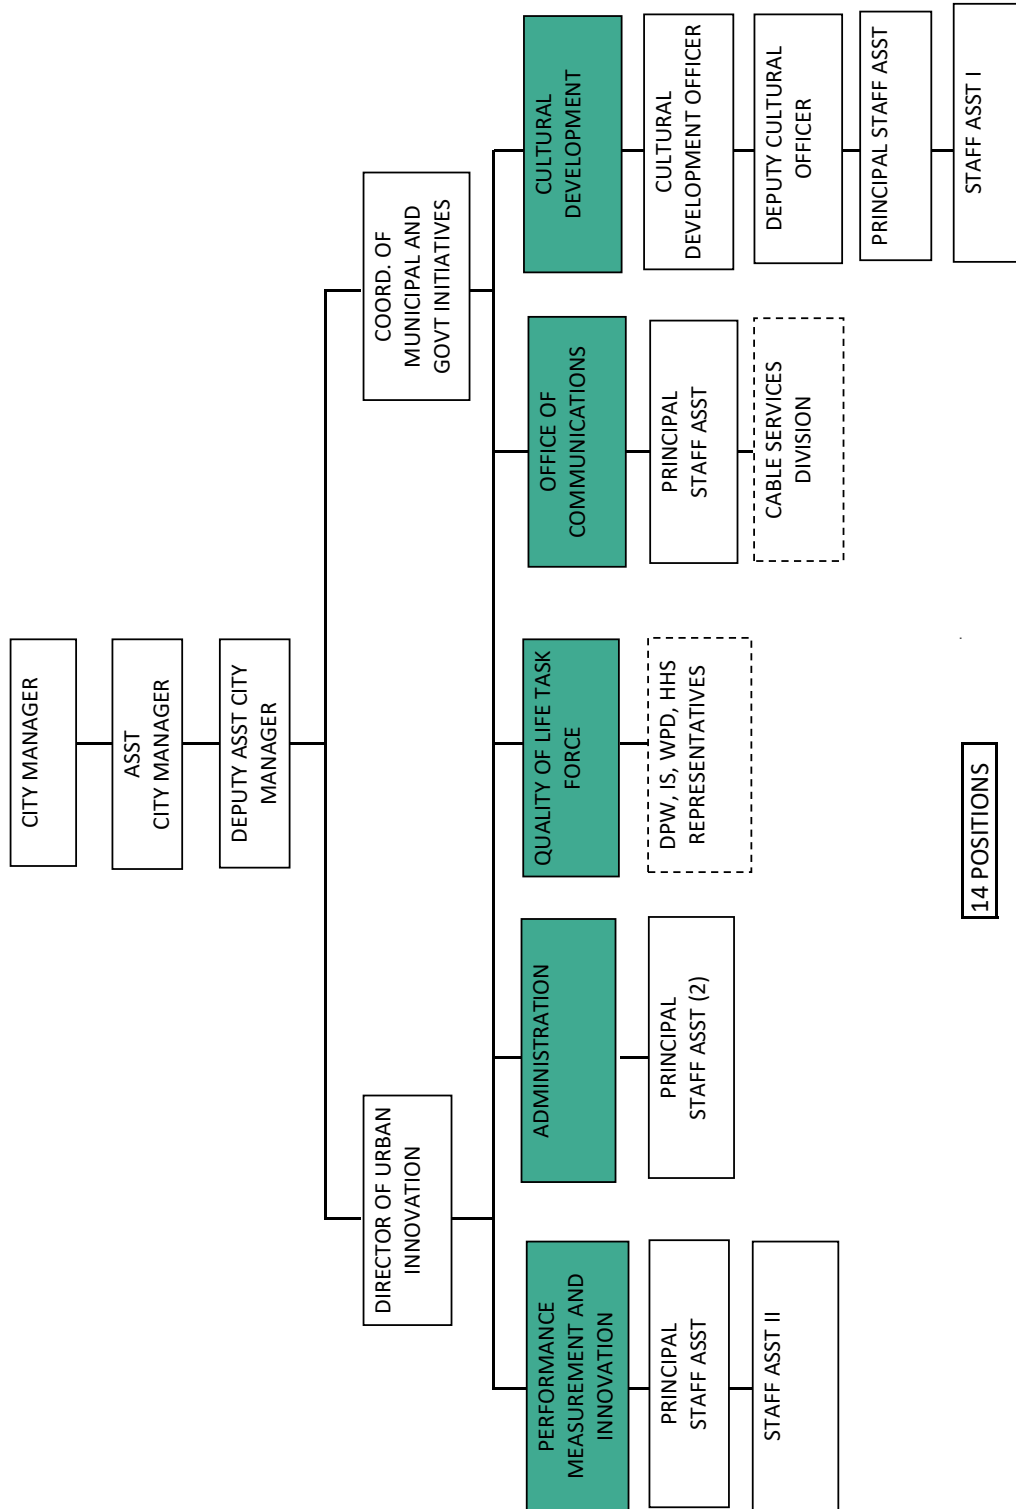 CITY MANAGER
ASST
CITY MANAGER
DEPUTY ASST CITY
MANAGER
DIRECTOR OF URBAN
INNOVATION
COORD. OF
MUNICIPAL AND
GOVT INITIATIVES
PERFORMANCE
MEASUREMENT AND
INNOVATION
ADMINISTRATION
QUALITY OF LIFE TASK
FORCE
OFFICE OF
COMMUNICATIONS
CULTURAL
DEVELOPMENT
PRINCIPAL
STAFF ASST
PRINCIPAL
STAFF ASST (2)
DPW, IS, WPD, HHS
REPRESENTATIVES
PRINCIPAL
STAFF ASST
CULTURAL
DEVELOPMENT OFFICER
STAFF ASST II
CABLE SERVICES
DIVISION
DEPUTY CULTURAL
OFFICER
PRINCIPAL STAFF ASST
STAFF ASST I
14 POSITIONS